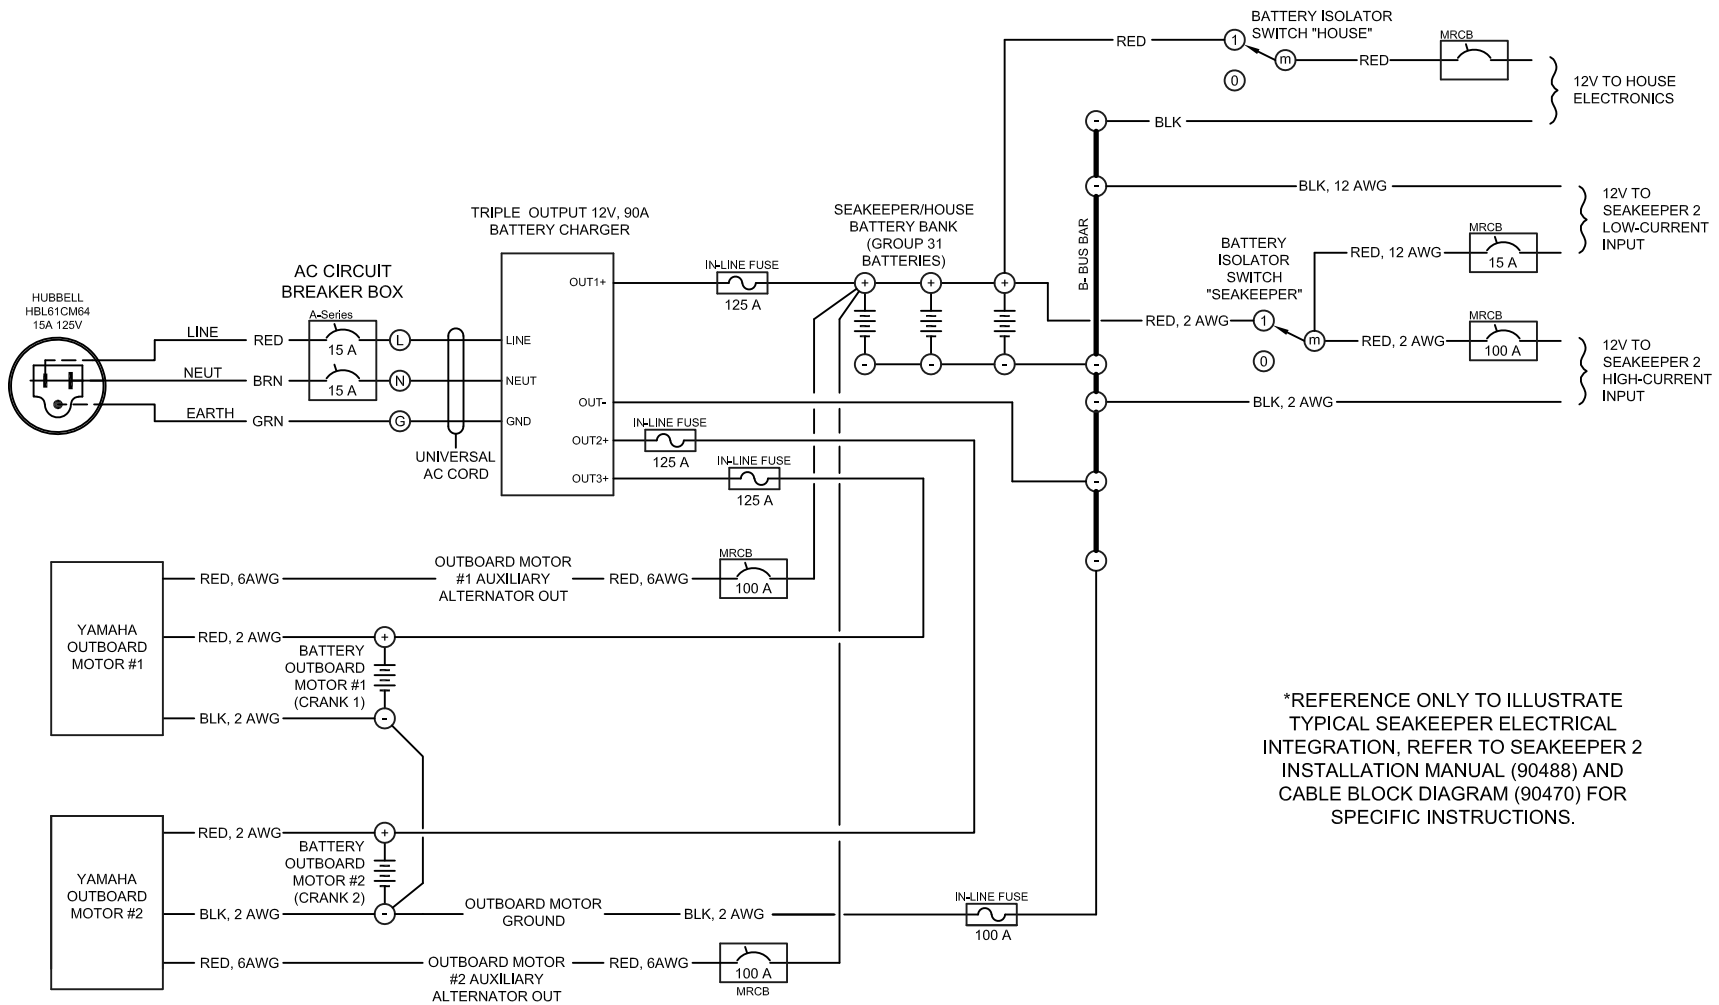 BATTERY ISOLATOR
SWITCH "HOUSE"
RED
1
m
0
RED
MRCB
12V TO HOUSE
ELECTRONICS
-
BLK
-
BLK, 12 AWG
12V TO
SEAKEEPER 2
LOW-CURRENT
INPUT
B- BUS BAR
BATTERY
ISOLATOR
SWITCH
"SEAKEEPER"
RED, 12 AWG
MRCB
15 A
RED, 2 AWG
1
m
0
RED, 2 AWG
MRCB
100 A
12V TO
SEAKEEPER 2
HIGH-CURRENT
INPUT
-
-
BLK, 2 AWG
-
-
TRIPLE OUTPUT 12V, 90A
BATTERY CHARGER
OUT1+
LINE
NEUT
OUT-
GND
OUT2+
OUT3+
IN-LINE FUSE
125 A
IN-LINE FUSE
125 A
IN-LINE FUSE
125 A
SEAKEEPER/HOUSE
BATTERY BANK
(GROUP 31
BATTERIES)
+
+
+
-
-
-
HUBBELL
HBL61CM64
15A 125V
AC CIRCUIT
BREAKER BOX
A-Series
LINE
RED
15 A
L
NEUT
BRN
15 A
N
EARTH
GRN
G
UNIVERSAL
AC CORD
YAMAHA
OUTBOARD
MOTOR #1
RED, 6AWG
OUTBOARD MOTOR
#1 AUXILIARY
ALTERNATOR OUT
RED, 6AWG
MRCB
100 A
RED, 2 AWG
+
BATTERY
OUTBOARD
MOTOR #1
(CRANK 1)
BLK, 2 AWG
-
YAMAHA
OUTBOARD
MOTOR #2
RED, 2 AWG
+
BATTERY
OUTBOARD
MOTOR #2
(CRANK 2)
BLK, 2 AWG
-
OUTBOARD MOTOR
GROUND
BLK, 2 AWG
IN-LINE FUSE
100 A
RED, 6AWG
OUTBOARD MOTOR
#2 AUXILIARY
ALTERNATOR OUT
RED, 6AWG
100 A
MRCB
*REFERENCE ONLY TO ILLUSTRATE
TYPICAL SEAKEEPER ELECTRICAL
INTEGRATION, REFER TO SEAKEEPER 2
INSTALLATION MANUAL (90488) AND
CABLE BLOCK DIAGRAM (90470) FOR
SPECIFIC INSTRUCTIONS.